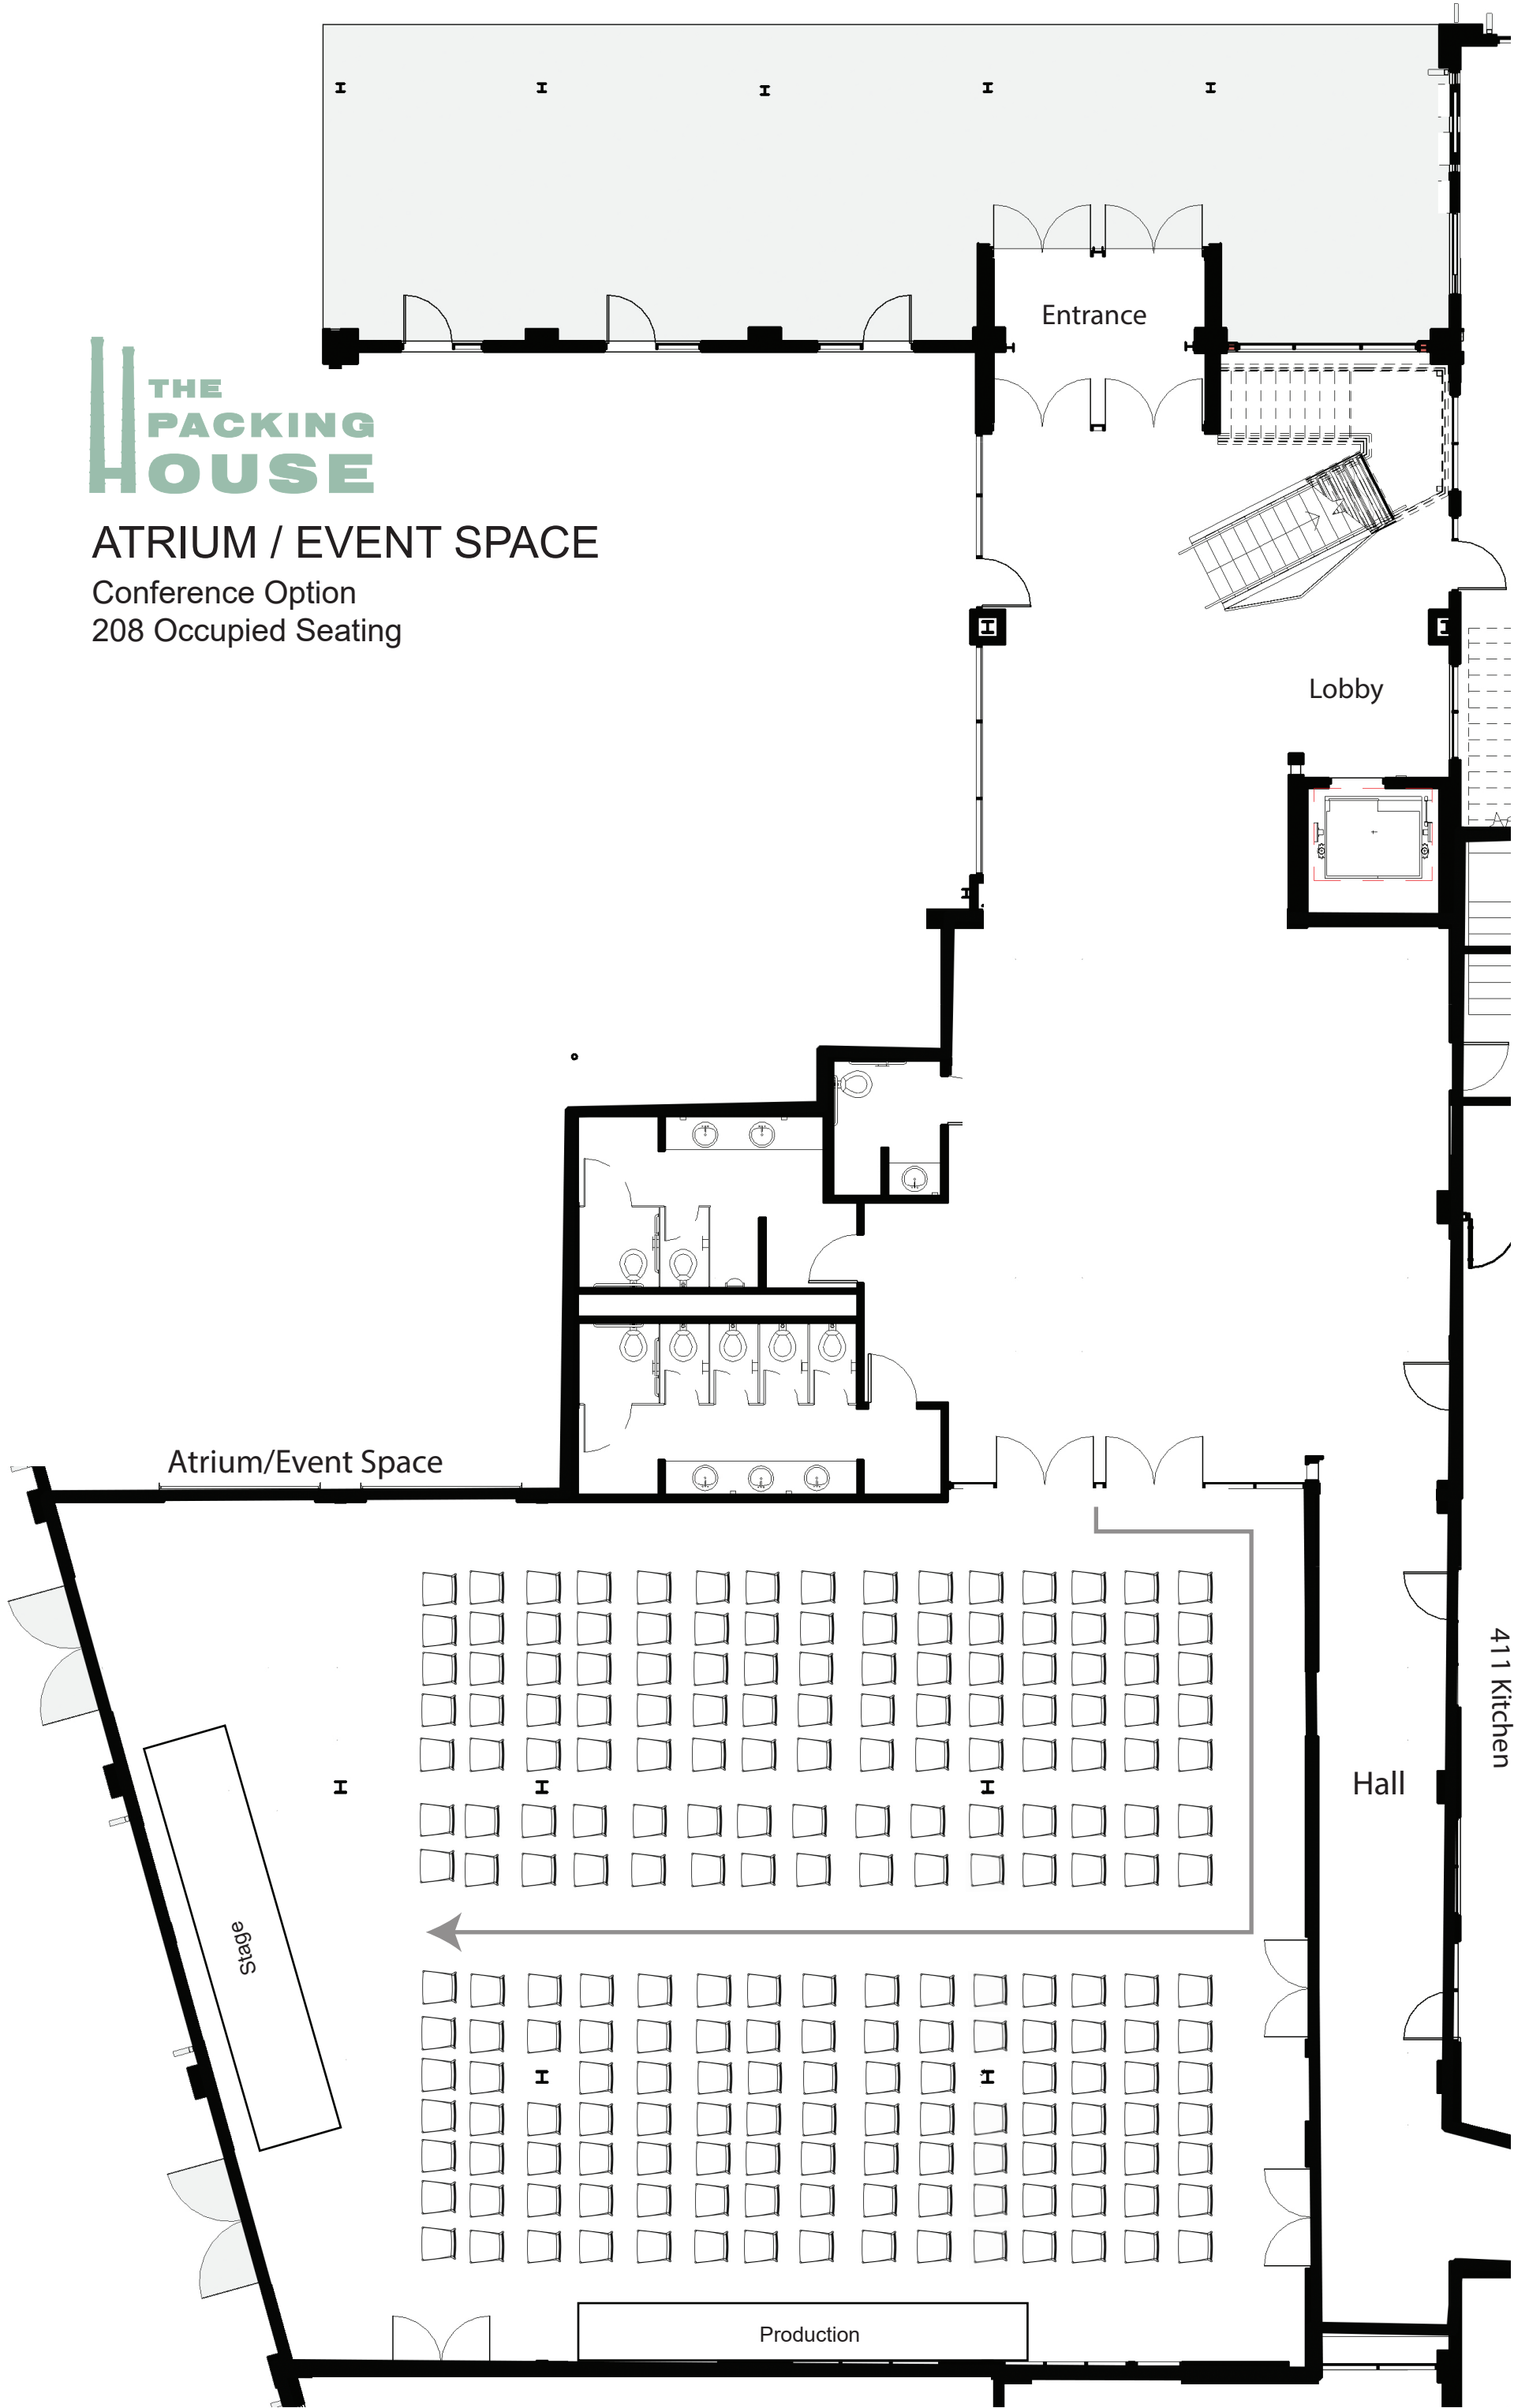 Entrance
THE
PACKING
HOUSE
ATRIUM / EVENT SPACE
Conference Option
208 Occupied Seating
Lobby
Atrium/Event Space
411 Kitchen
Hall
Stage
Production